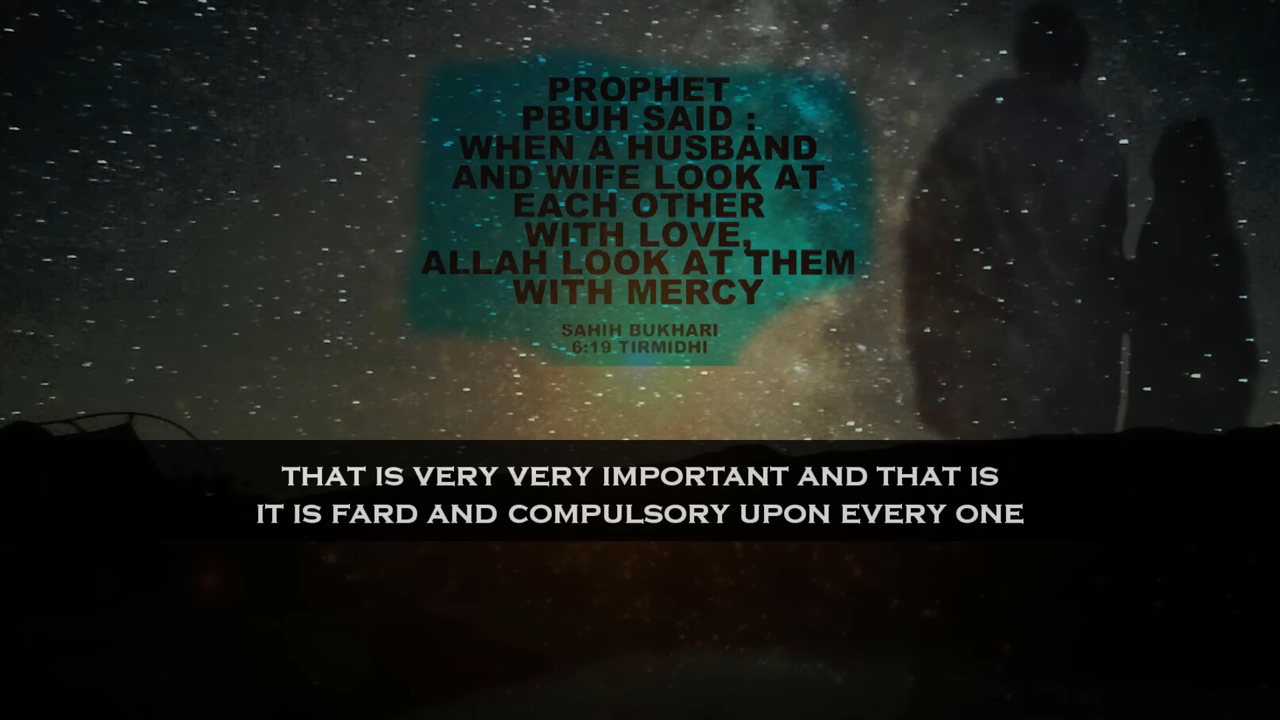 PROPHET
PBUH SAID :
WHEN A HUSBAND
AND WIFE LOOK AT
EACH OTHER
WITH LOVE,
ALLAH LOOK AT THEM
WITH MERCY
SAHIH BUKHARI
6:19 TIRMIDHI
THAT IS VERY VERY IMPORTANT AND THAT IS
IT IS FARD AND COMPULSORY UPON EVERY ONE